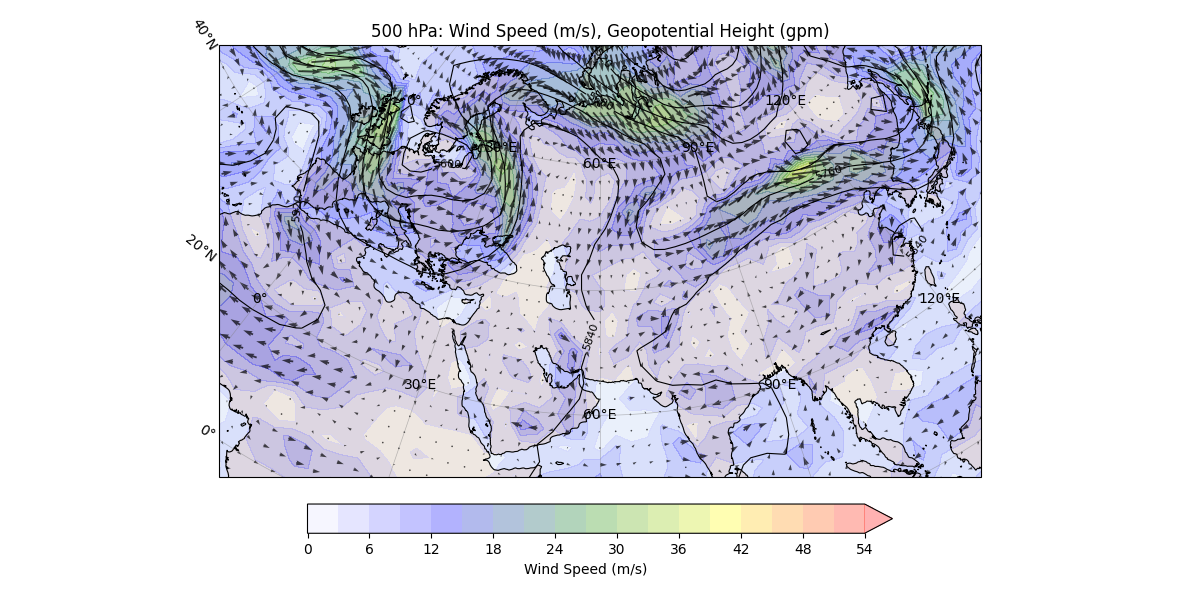 500 hPa: Wind Speed (m/s), Geopotential Height (gpm)
40°N
0°
120°E
30°E
60°E
90°E
5600
5760
20°N
5840
0°
120°E
5840
30°E
90°E
60°E
0°
0 6 12 18 24 30 36 42 48 54
Wind Speed (m/s)